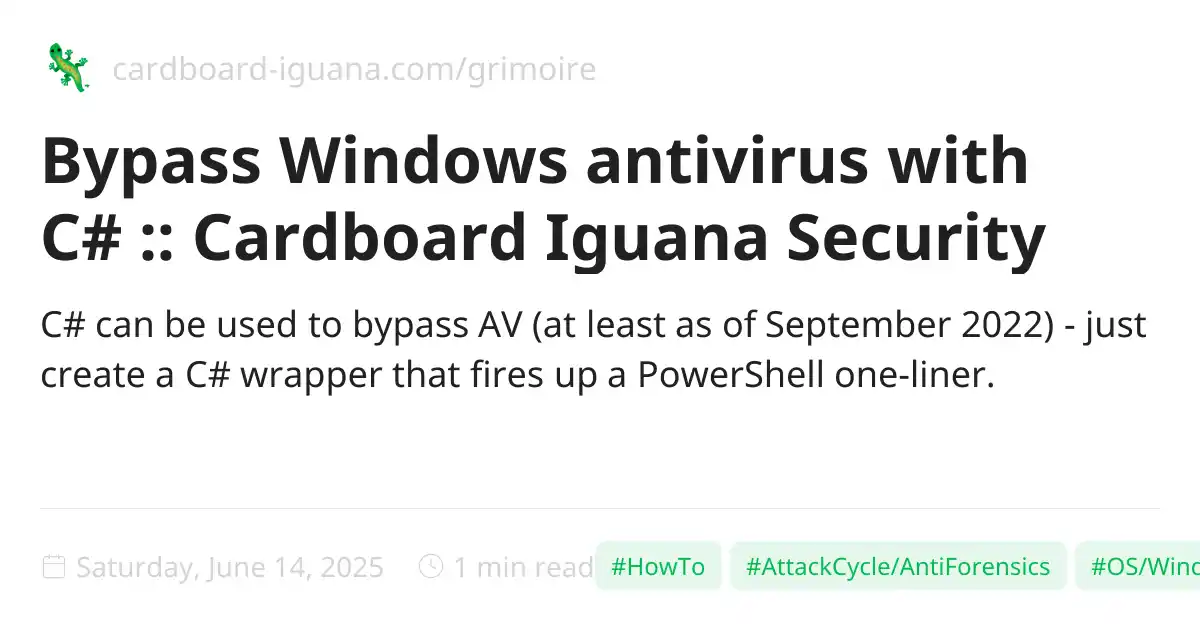 cardboard-iguana.com/grimoire
Bypass Windows antivirus with
C# :: Cardboard Iguana Security
C# can be used to bypass AV (at least as of September 2022) - just
create a C# wrapper that fires up a PowerShell one-liner.
Saturday, June 14, 2025 1 min read #HowTo #AttackCycle/AntiForensics #OS/Winc